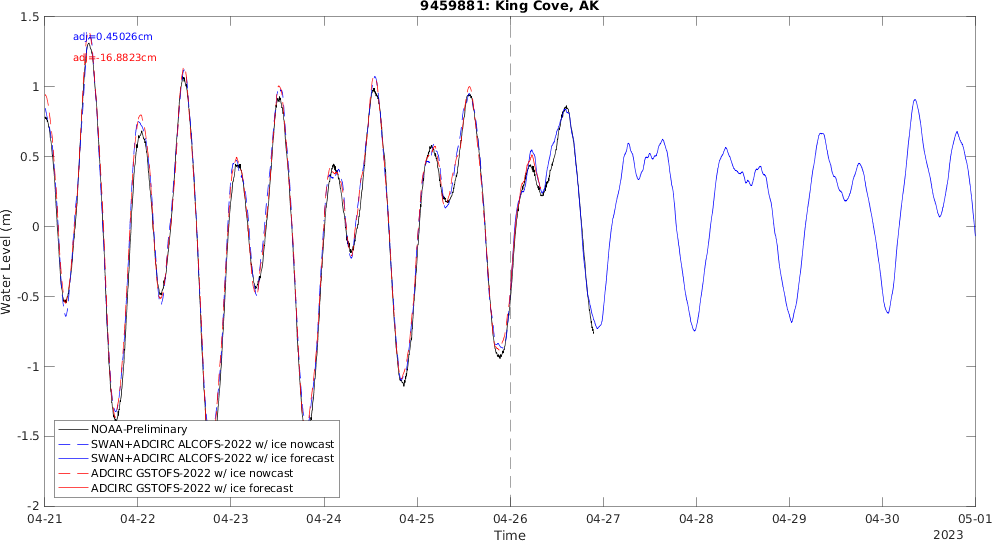 9459881: King Cove, AK
1.5
adj=0.45026cm
adj=-16.8823cm
1
0.5
0
-0.5
-1
-1.5
-2
Water Level (m)
NOAA-Preliminary
SWAN+ADCIRC ALCOFS-2022 w/ ice nowcast
SWAN+ADCIRC ALCOFS-2022 w/ ice forecast
ADCIRC GSTOFS-2022 w/ ice nowcast
ADCIRC GSTOFS-2022 w/ ice forecast
04-21 04-22 04-23 04-24 04-25 04-26 04-27 04-28 04-29 04-30 05-01
Time
2023